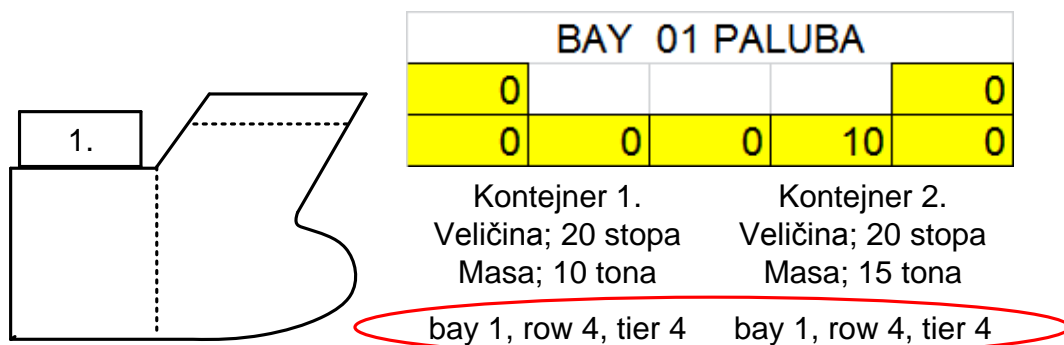 BAY 01 PALUBA
0 0
0 0 0 10 0
1.
Kontejner 1. Kontejner 2.
Veličina; 20 stopa Veličina; 20 stopa
Masa; 10 tona Masa; 15 tona
bay 1, row 4, tier 4 bay 1, row 4, tier 4